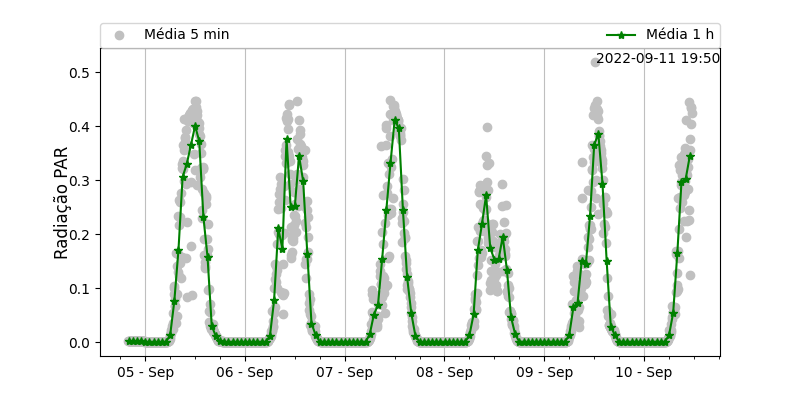 Média 5 min
Média 1 h
2022-09-11 19:50
Radiação PAR
0.5
0.4
0.3
0.2
0.1
0.0
05 - Sep
06 - Sep
07 - Sep
08 - Sep
09 - Sep
10 - Sep